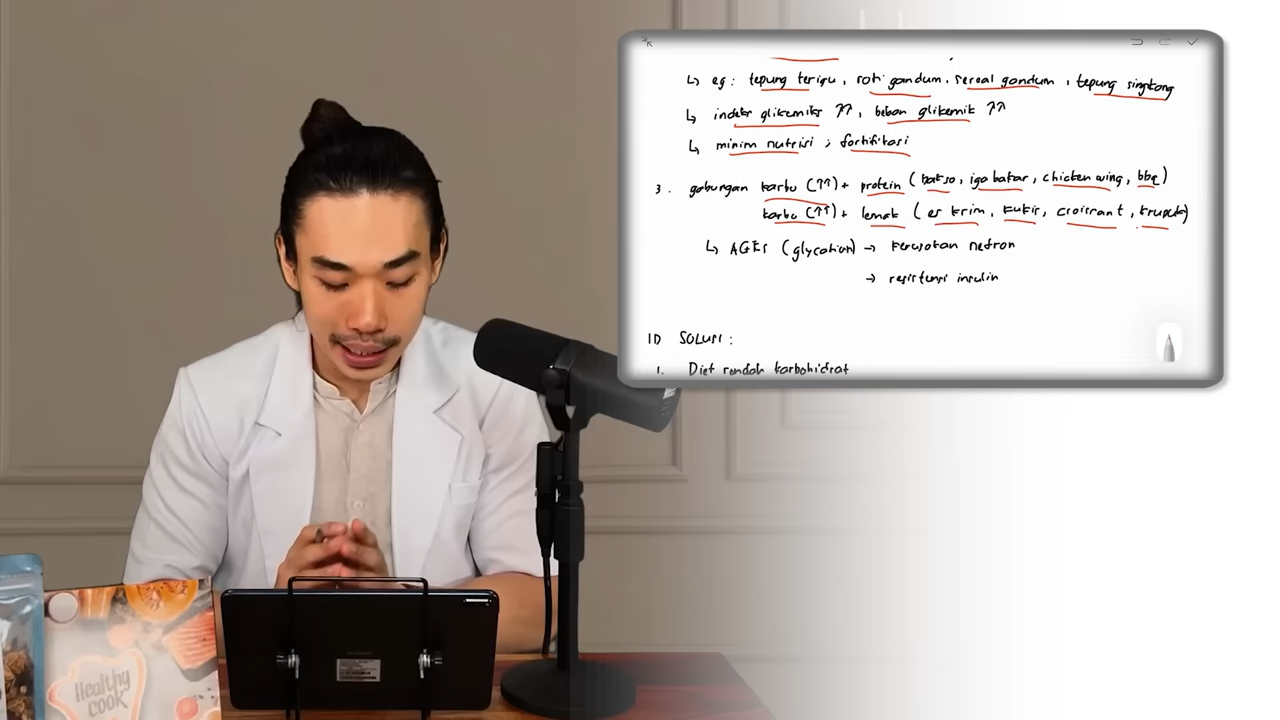 ↳ eg : tepung terigu, roti gandum, sereal gandum, tepung singkong
↳ indeks glikemiks ↑↑, beban glikemik ↑↑
↳ minim nutrisi ; fortifikasi
3. gabungan karbo (↑↑) + protein (bakso, iga bakar, chicken wing, bbq)
karbo (↑↑) + lemak (es krim, kukis, croissant, krupuk)
↳ AGEs (glycation) → kerusakan neuron
→ resistensi insulin
10 SOLUSI :
1. Diet rendah karbohidrat
Healthy
cook